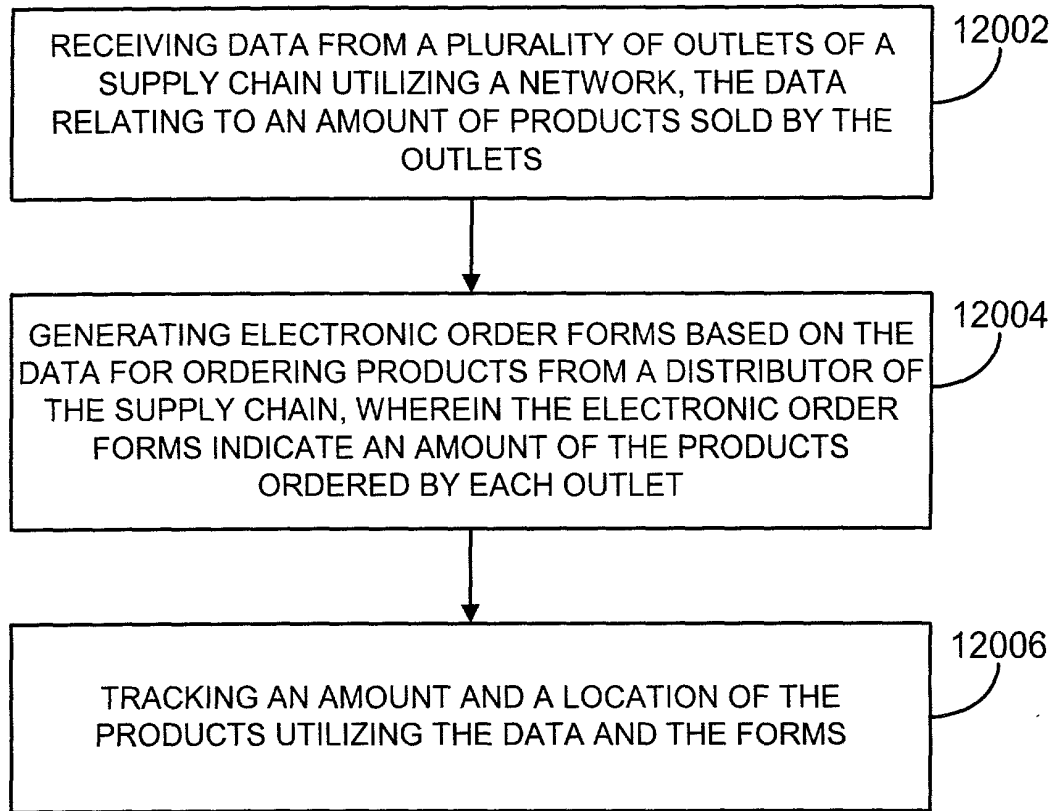 RECEIVING DATA FROM A PLURALITY OF OUTLETS OF A
SUPPLY CHAIN UTILIZING A NETWORK, THE DATA
RELATING TO AN AMOUNT OF PRODUCTS SOLD BY THE
OUTLETS
12002
GENERATING ELECTRONIC ORDER FORMS BASED ON THE
DATA FOR ORDERING PRODUCTS FROM A DISTRIBUTOR OF
THE SUPPLY CHAIN, WHEREIN THE ELECTRONIC ORDER
FORMS INDICATE AN AMOUNT OF THE PRODUCTS
ORDERED BY EACH OUTLET
12004
TRACKING AN AMOUNT AND A LOCATION OF THE
PRODUCTS UTILIZING THE DATA AND THE FORMS
12006